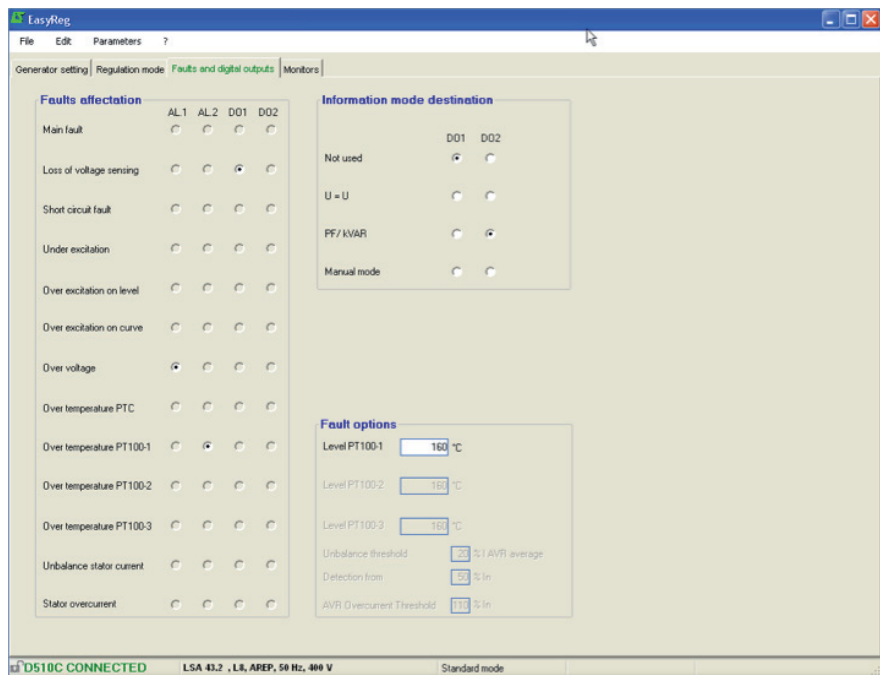 EasyReg
File Edit Parameters ?
Generator setting Regulation mode Faults and digital outputs Monitors
Faults affectation
AL.1 AL.2 DO1 DO2
Main fault
Loss of voltage sensing
Short circuit fault
Under excitation
Over excitation on level
Over excitation on curve
Over voltage
Over temperature PTC
Over temperature PT100-1
Over temperature PT100-2
Over temperature PT100-3
Unbalance stator current
Stator overcurrent
Information mode destination
DO1 DO2
Not used
U = U
PF/ kVAR
Manual mode
Fault options
Level PT100-1 160 °C
Level PT100-2 160 °C
Level PT100-3 160 °C
Unbalance threshold 20 % I AVR average
Detection from 50 % In
AVR Overcurrent Threshold 110 % In
D510C CONNECTED LSA 43.2 , L8, AREP, 50 Hz, 400 V Standard mode